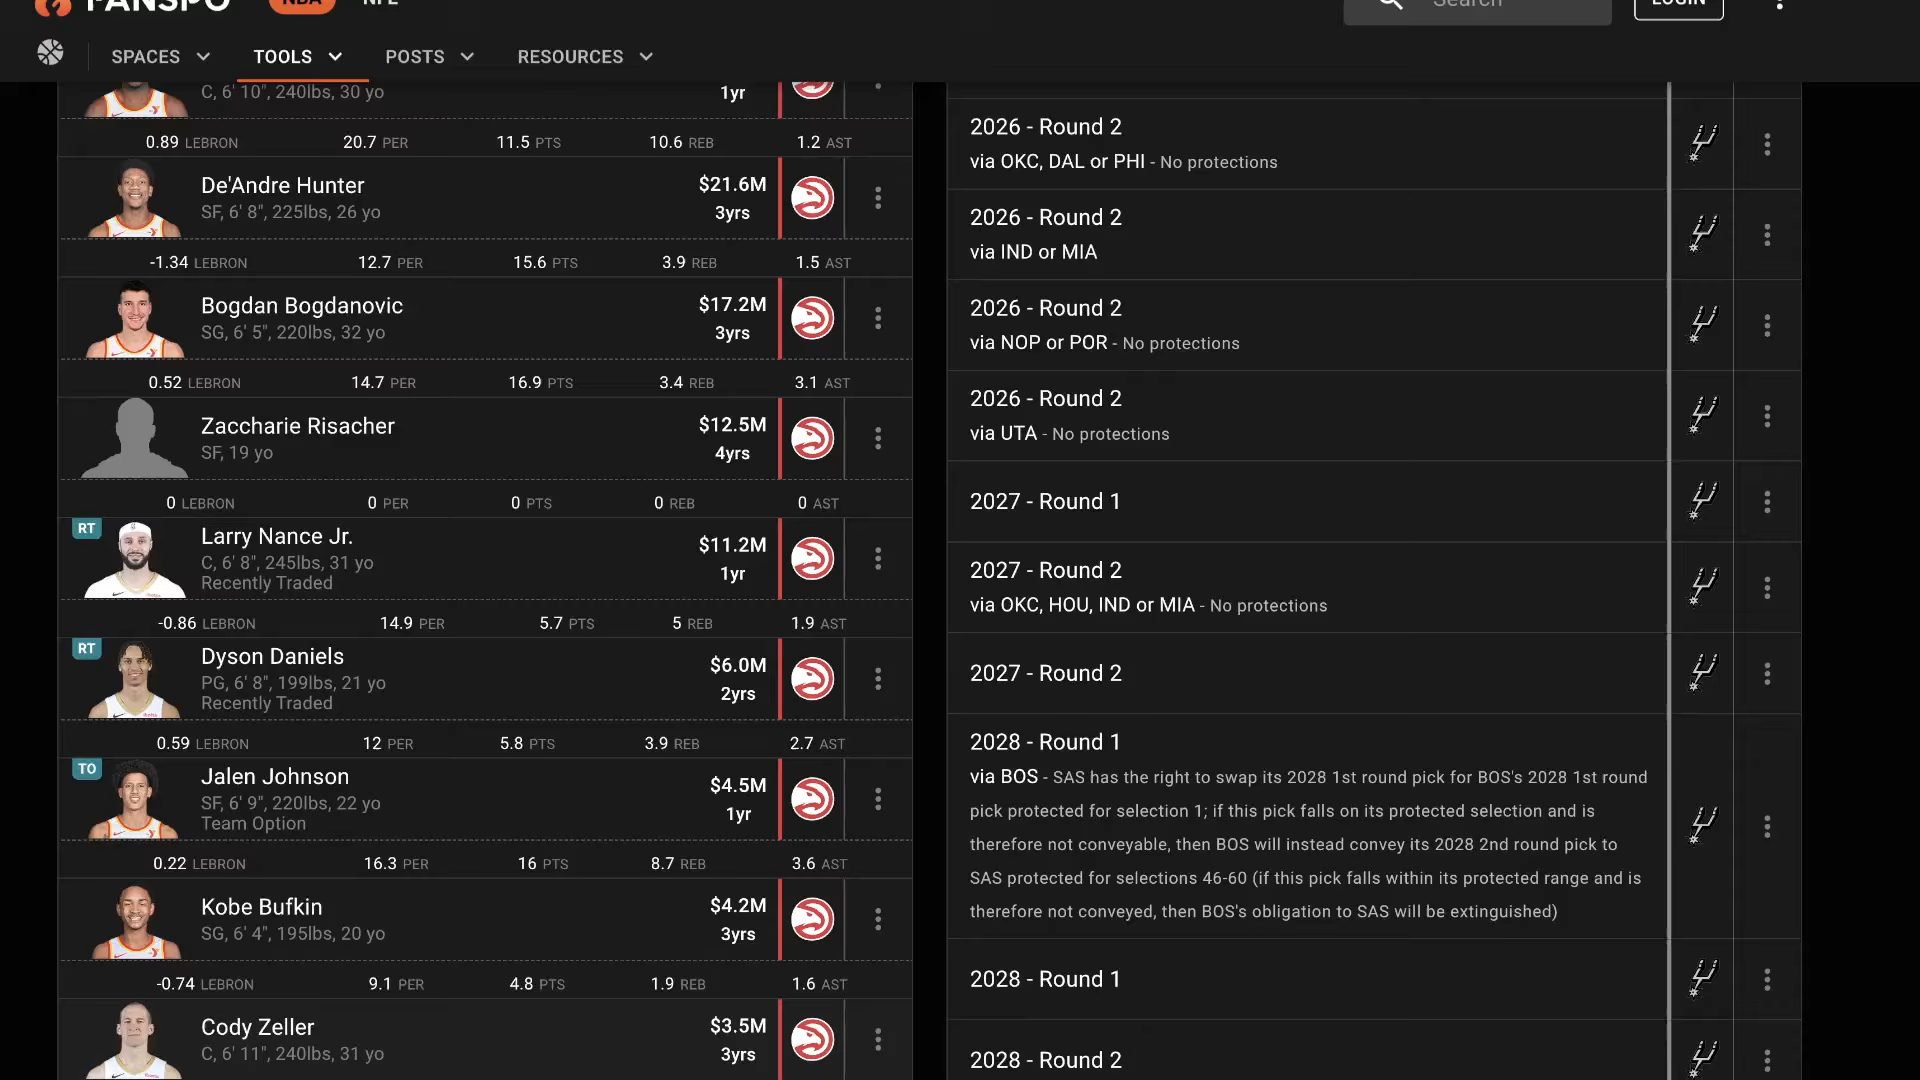 FANSPO
NBA
NFL
Search
LOGIN
SPACES
TOOLS
POSTS
RESOURCES
C, 6' 10", 240lbs, 30 yo
1yr
0.89 LEBRON 20.7 PER 11.5 PTS 10.6 REB 1.2 AST
De'Andre Hunter
SF, 6' 8", 225lbs, 26 yo
$21.6M
3yrs
-1.34 LEBRON 12.7 PER 15.6 PTS 3.9 REB 1.5 AST
Bogdan Bogdanovic
SG, 6' 5", 220lbs, 32 yo
$17.2M
3yrs
0.52 LEBRON 14.7 PER 16.9 PTS 3.4 REB 3.1 AST
Zaccharie Risacher
SF, 19 yo
$12.5M
4yrs
0 LEBRON 0 PER 0 PTS 0 REB 0 AST
RT
Larry Nance Jr.
C, 6' 8", 245lbs, 31 yo
Recently Traded
$11.2M
1yr
-0.86 LEBRON 14.9 PER 5.7 PTS 5 REB 1.9 AST
RT
Dyson Daniels
PG, 6' 8", 199lbs, 21 yo
Recently Traded
$6.0M
2yrs
0.59 LEBRON 12 PER 5.8 PTS 3.9 REB 2.7 AST
TO
Jalen Johnson
SF, 6' 9", 220lbs, 22 yo
Team Option
$4.5M
1yr
0.22 LEBRON 16.3 PER 16 PTS 8.7 REB 3.6 AST
Kobe Bufkin
SG, 6' 4", 195lbs, 20 yo
$4.2M
3yrs
-0.74 LEBRON 9.1 PER 4.8 PTS 1.9 REB 1.6 AST
Cody Zeller
C, 6' 11", 240lbs, 31 yo
$3.5M
3yrs
2026 - Round 2
via OKC, DAL or PHI - No protections
2026 - Round 2
via IND or MIA
2026 - Round 2
via NOP or POR - No protections
2026 - Round 2
via UTA - No protections
2027 - Round 1
2027 - Round 2
via OKC, HOU, IND or MIA - No protections
2027 - Round 2
2028 - Round 1
via BOS - SAS has the right to swap its 2028 1st round pick for BOS's 2028 1st round
pick protected for selection 1; if this pick falls on its protected selection and is
therefore not conveyable, then BOS will instead convey its 2028 2nd round pick to
SAS protected for selections 46-60 (if this pick falls within its protected range and is
therefore not conveyed, then BOS's obligation to SAS will be extinguished)
2028 - Round 1
2028 - Round 2